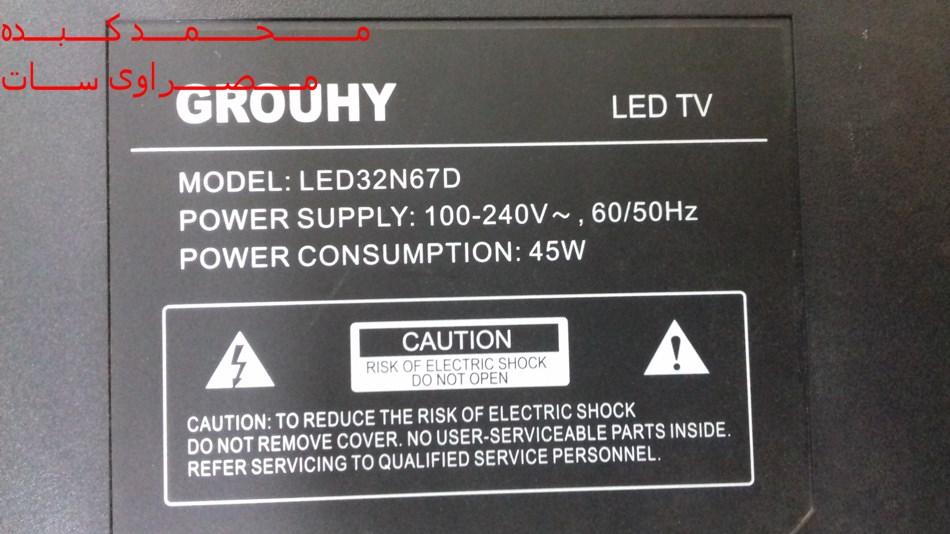 محمد كبده
مصراوى سات
GROUHY
LED TV
MODEL: LED32N67D
POWER SUPPLY: 100-240V~, 60/50Hz
POWER CONSUMPTION: 45W
CAUTION
RISK OF ELECTRIC SHOCK
DO NOT OPEN
CAUTION: TO REDUCE THE RISK OF ELECTRIC SHOCK
DO NOT REMOVE COVER. NO USER-SERVICEABLE PARTS INSIDE.
REFER SERVICING TO QUALIFIED SERVICE PERSONNEL.